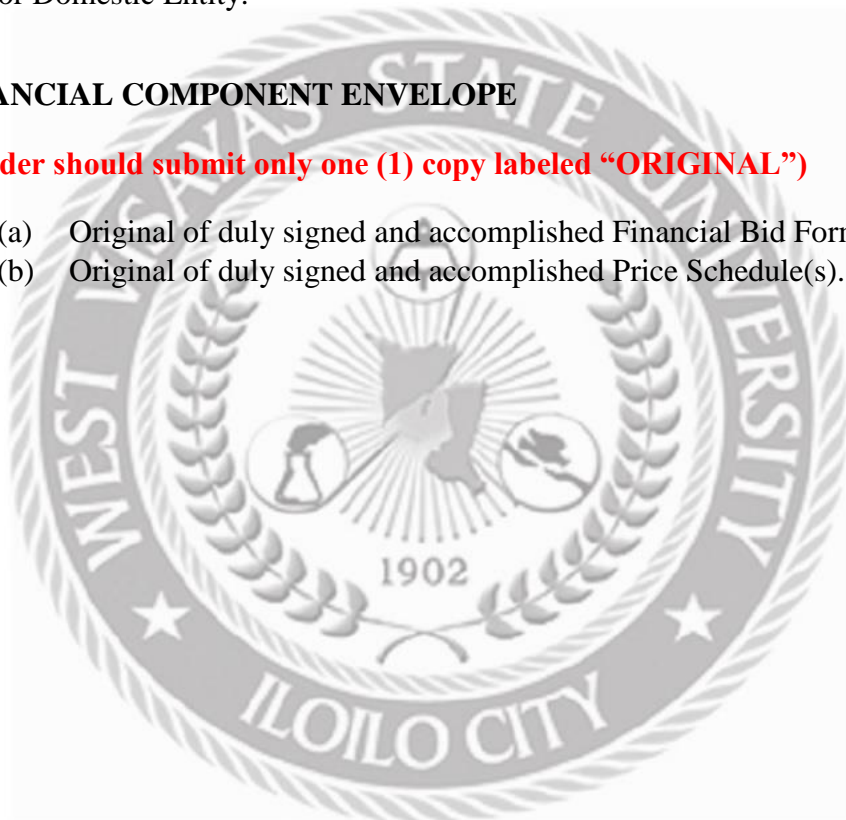 or Domestic Entity.
ANCIAL COMPONENT ENVELOPE
der should submit only one (1) copy labeled “ORIGINAL”)
(a) Original of duly signed and accomplished Financial Bid Form
(b) Original of duly signed and accomplished Price Schedule(s).
WEST VISAYAS STATE UNIVERSITY
1902
ILOILO CITY